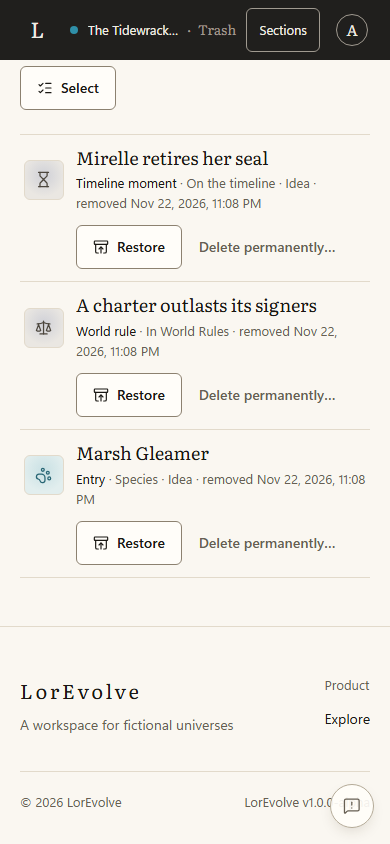 L
The Tidewrack... · Trash
Sections
A
Select
Mirelle retires her seal
Timeline moment · On the timeline · Idea ·
removed Nov 22, 2026, 11:08 PM
Restore
Delete permanently...
A charter outlasts its signers
World rule · In World Rules · removed Nov 22,
2026, 11:08 PM
Restore
Delete permanently...
Marsh Gleamer
Entry · Species · Idea · removed Nov 22, 2026, 11:08
PM
Restore
Delete permanently...
LorEvolve
A workspace for fictional universes
Product
Explore
© 2026 LorEvolve
LorEvolve v1.0.0